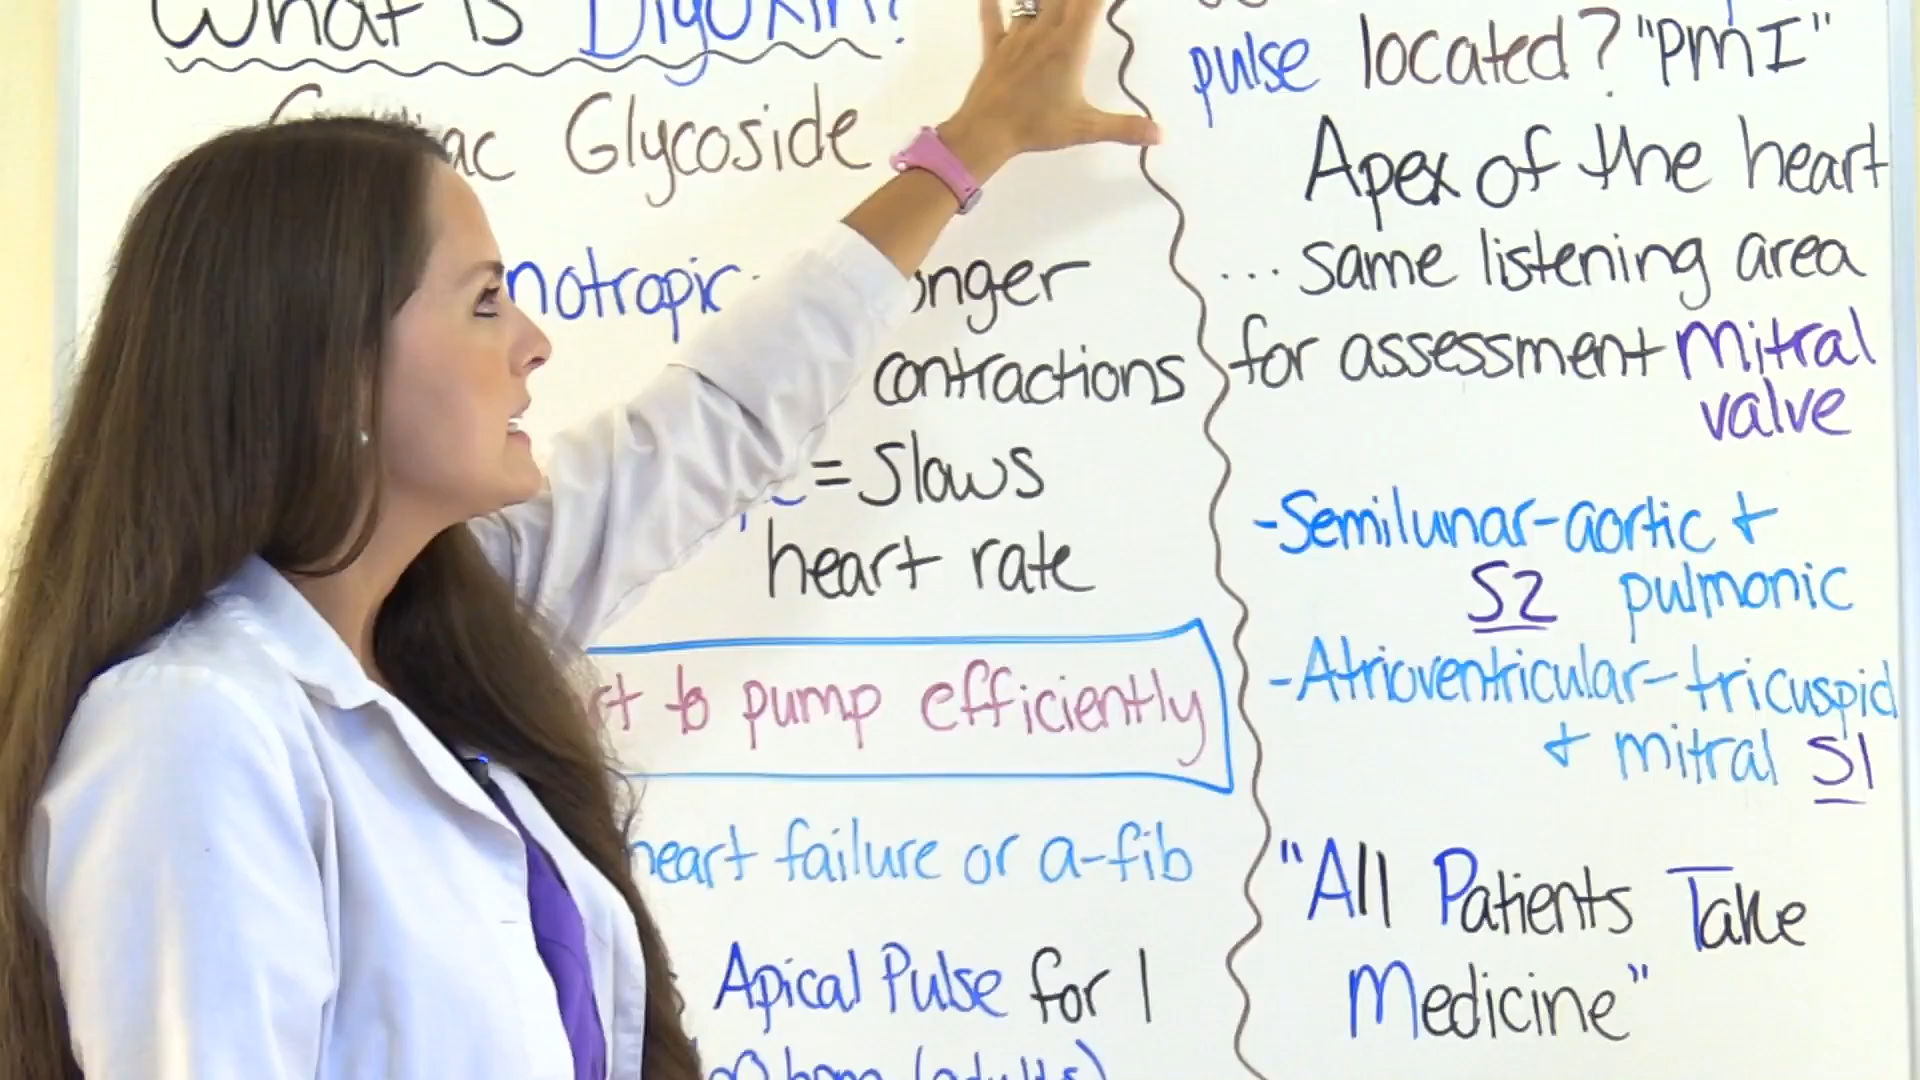 What is Digoxin?
Glycoside
contractions
= Slows
heart rate
to pump efficiently
heart failure or a-fib
Apical Pulse for 1
(adults)
pulse located? "PMI"
Apex of the heart
... same listening area
for assessment Mitral
valve
-Semilunar-aortic +
S2 pulmonic
-Atrioventricular-tricuspid
+ mitral S1
"All Patients Take
Medicine"